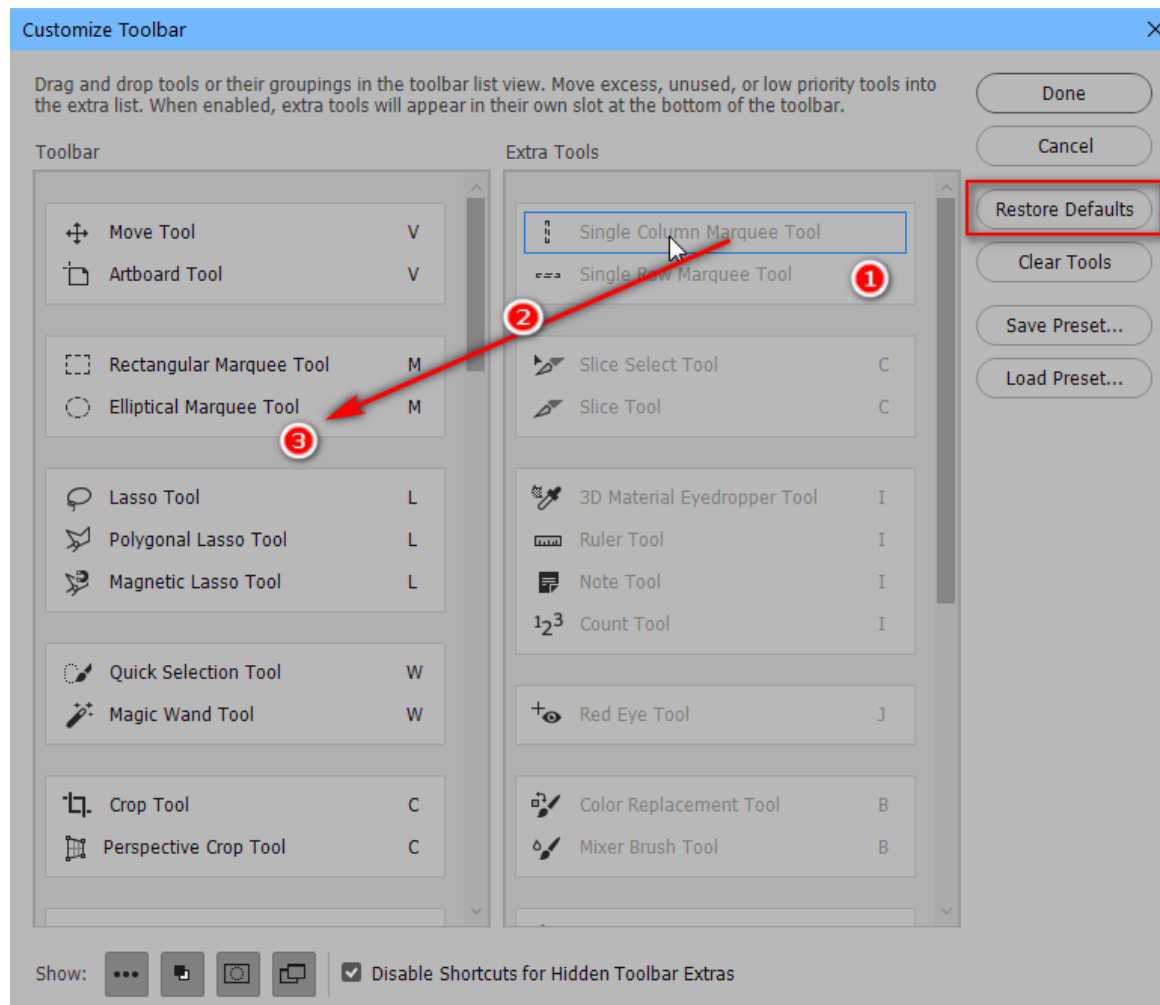 Customize Toolbar
Drag and drop tools or their groupings in the toolbar list view. Move excess, unused, or low priority tools into
the extra list. When enabled, extra tools will appear in their own slot at the bottom of the toolbar.
Done
Cancel
Restore Defaults
Clear Tools
Save Preset...
Load Preset...
Toolbar
Move Tool V
Artboard Tool V
Rectangular Marquee Tool M
Elliptical Marquee Tool M
Lasso Tool L
Polygonal Lasso Tool L
Magnetic Lasso Tool L
Quick Selection Tool W
Magic Wand Tool W
Crop Tool C
Perspective Crop Tool C
Extra Tools
Single Column Marquee Tool
Single Row Marquee Tool
1
2
3
Slice Select Tool C
Slice Tool C
3D Material Eyedropper Tool I
Ruler Tool I
Note Tool I
123 Count Tool I
Red Eye Tool J
Color Replacement Tool B
Mixer Brush Tool B
Show:
Disable Shortcuts for Hidden Toolbar Extras